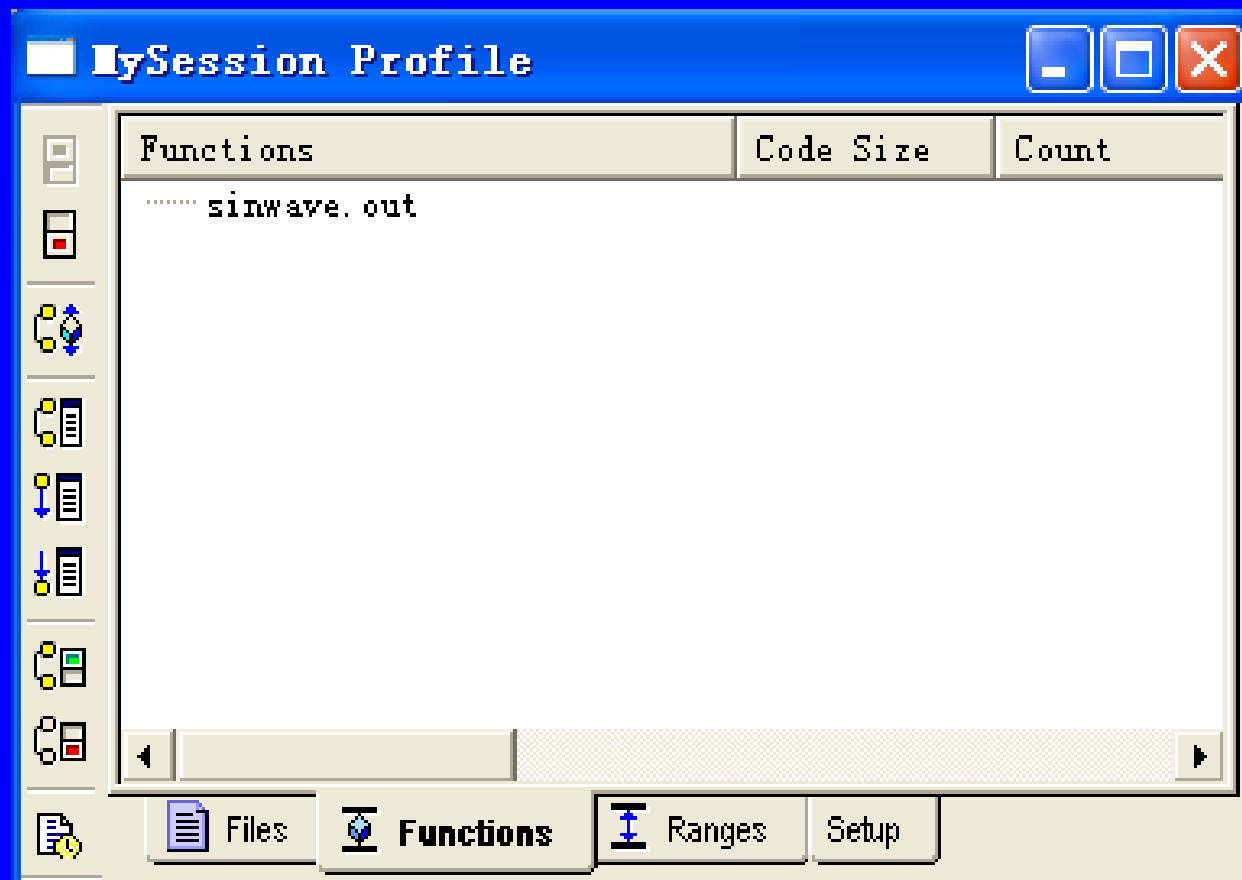 MySession Profile
Functions Code Size Count
sinwave.out
Files Functions Ranges Setup